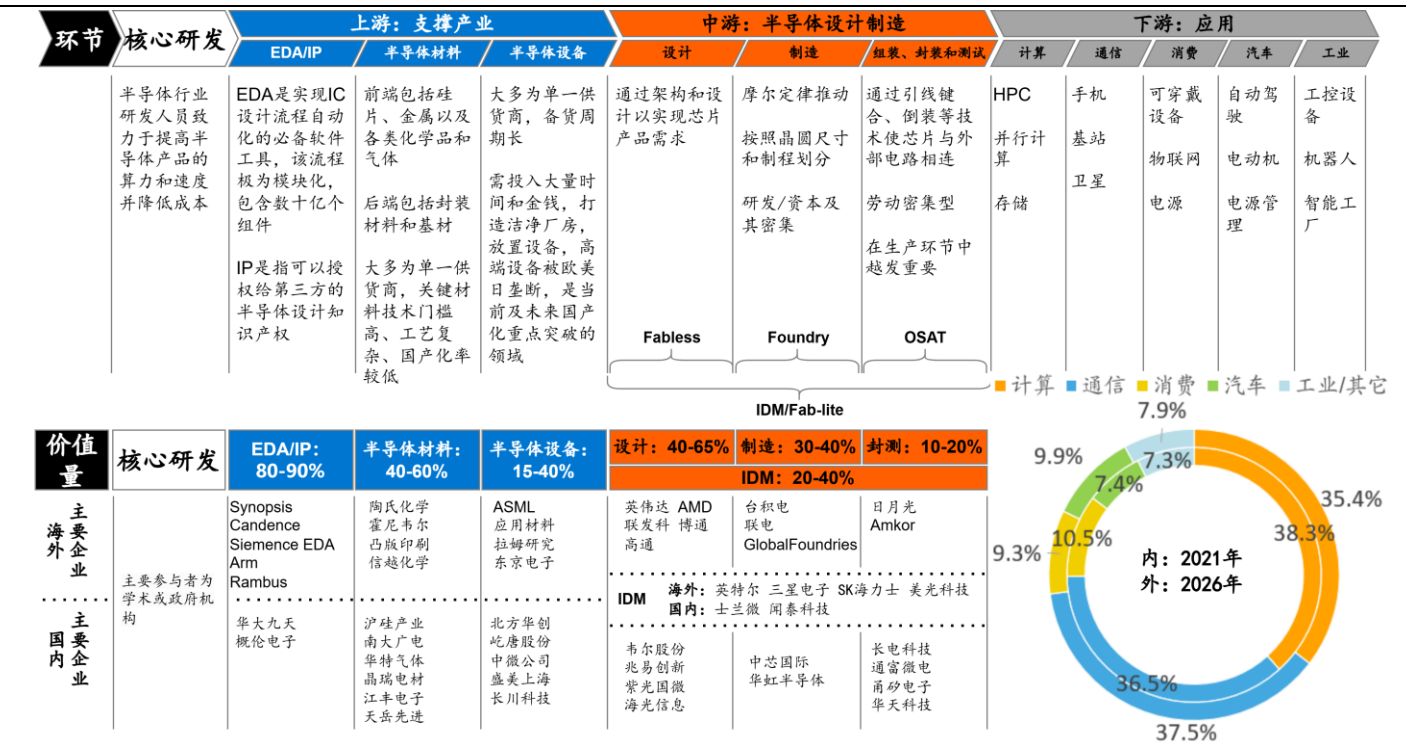 环节
核心研发
上游：支撑产业
中游：半导体设计制造
下游：应用
EDA/IP
半导体材料
半导体设备
设计
制造
组装、封装和测试
计算
通信
消费
汽车
工业
半导体行业
研发人员致
力于提高半
导体产品的
算力和速度
并降低成本
EDA是实现IC
设计流程自动
化的必备软件
工具，该流程
极为模块化，
包含数十亿个
组件
IP是指可以授
权给第三方的
半导体设计知
识产权
前端包括硅
片、金属以及
各类化学品和
气体
后端包括封装
材料和基材
大多为单一供
货商，关键材
料技术门槛
高、工艺复
杂、国产化率
较低
大多为单一供
货商，备货周
期长
需投入大量时
间和金钱，打
造洁净厂房，
放置设备，高
端设备被欧美
日垄断，是当
前及未来国产
化重点突破的
领域
通过架构和设
计以实现芯片
产品需求
Fabless
摩尔定律推动
按照晶圆尺寸
和制程划分
研发/资本及
其密集
Foundry
通过引线键
合、倒装等技
术使芯片与外
部电路相连
劳动密集型
在生产环节中
越发重要
OSAT
IDM/Fab-lite
HPC
并行计
算
存储
手机
基站
卫星
可穿戴
设备
物联网
电源
自动驾
驶
电动机
电源管
理
工控设
备
机器人
智能工
厂
价值
量
核心研发
EDA/IP：
80-90%
半导体材料：
40-60%
半导体设备：
15-40%
设计：40-65%
制造：30-40%
封测：10-20%
IDM：20-40%
海外
主要企业
国内
主要企业
主要参与者为
学术或政府机
构
Synopsis
Candence
Siemence EDA
Arm
Rambus
华大九天
概伦电子
陶氏化学
霍尼韦尔
凸版印刷
信越化学
沪硅产业
南大广电
华特气体
晶瑞电材
江丰电子
天岳先进
ASML
应用材料
拉姆研究
东京电子
北方华创
屹唐股份
中微公司
盛美上海
长川科技
英伟达 AMD
联发科 博通
高通
台积电
联电
GlobalFoundries
日月光
Amkor
IDM
海外：英特尔 三星电子 SK海力士 美光科技
国内：士兰微 闻泰科技
韦尔股份
兆易创新
紫光国微
海光信息
中芯国际
华虹半导体
长电科技
通富微电
甬矽电子
华天科技
计算 通信 消费 汽车 工业/其它
7.9%
9.9%
7.3%
7.4%
35.4%
38.3%
9.3%
10.5%
内：2021年
外：2026年
36.5%
37.5%